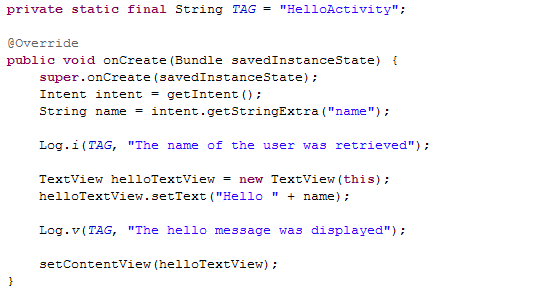 private static final String TAG = "HelloActivity";
@Override
public void onCreate(Bundle savedInstanceState) {
super.onCreate(savedInstanceState);
Intent intent = getIntent();
String name = intent.getStringExtra("name");
Log.i(TAG, "The name of the user was retrieved");
TextView helloTextView = new TextView(this);
helloTextView.setText("Hello " + name);
Log.v(TAG, "The hello message was displayed");
setContentView(helloTextView);
}